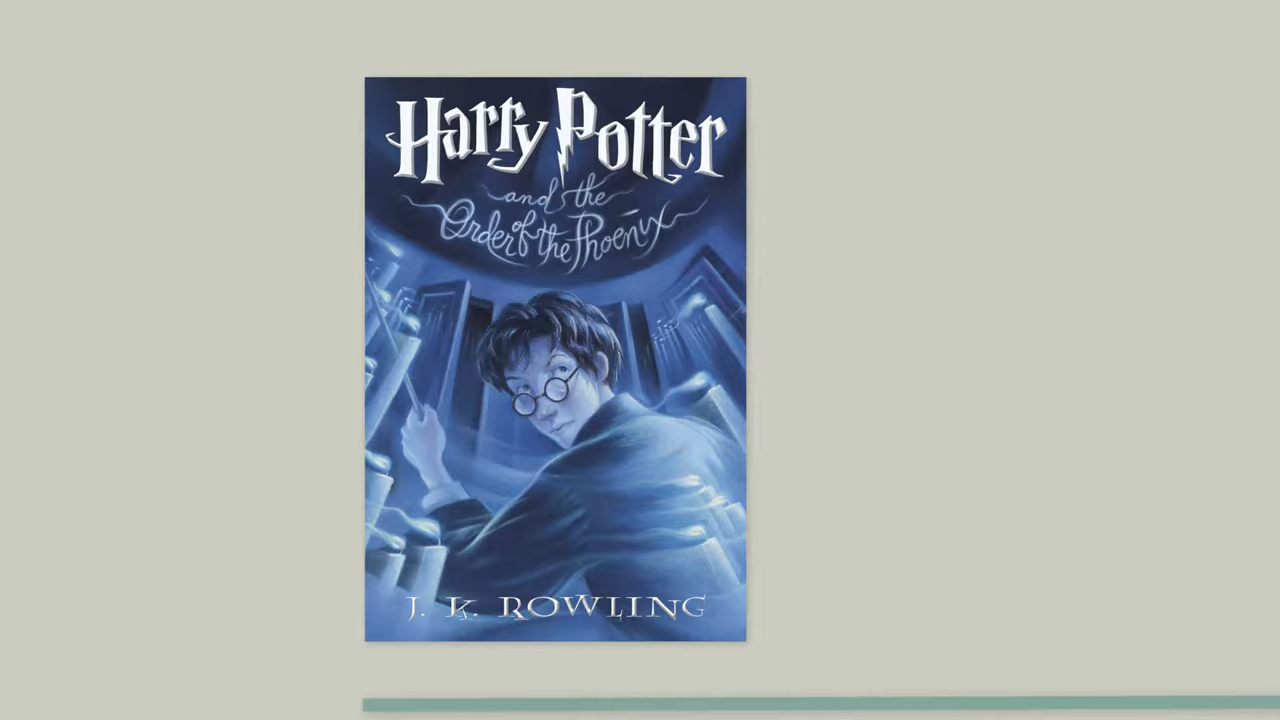 Harry Potter
and the
Order of the Phoenix
J. K. ROWLING